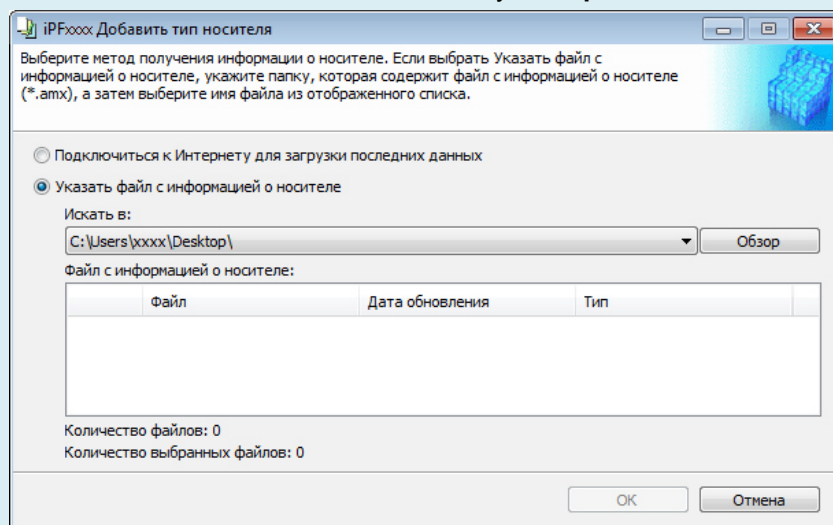 iPFxxxx Добавить тип носителя
Выберите метод получения информации о носителе. Если выбрать Указать файл с
информацией о носителе, укажите папку, которая содержит файл с информацией о носителе
(*.amx), а затем выберите имя файла из отображенного списка.
Подключиться к Интернету для загрузки последних данных
Указать файл с информацией о носителе
Искать в:
C:\Users\xxxx\Desktop\ Обзор
Файл с информацией о носителе:
Файл Дата обновления Тип
Количество файлов: 0
Количество выбранных файлов: 0
OK Отмена